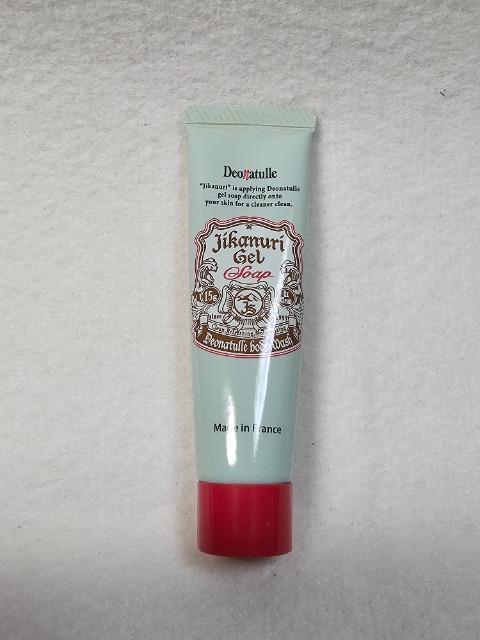 Deonatulle
"Jikanuri" is applying Deonatulle
gel soap directly onto
your skin for a cleaner clean.
Jikanuri
Gel
Soap
Deonatulle body Wash
Made in France